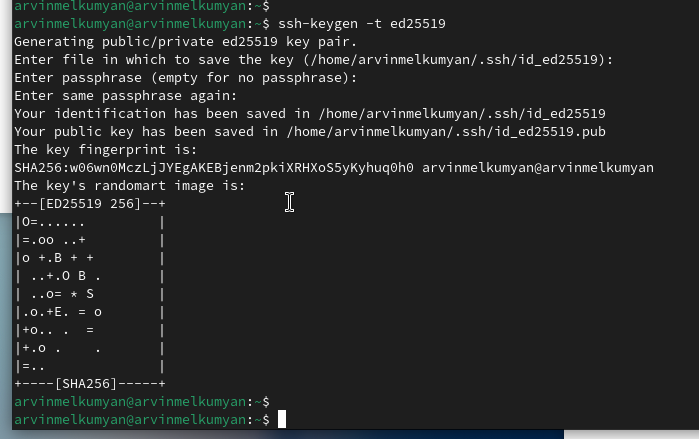 arvinmelkumyan@arvinmelkumyan:~$
arvinmelkumyan@arvinmelkumyan:~$ ssh-keygen -t ed25519
Generating public/private ed25519 key pair.
Enter file in which to save the key (/home/arvinmelkumyan/.ssh/id_ed25519):
Enter passphrase (empty for no passphrase):
Enter same passphrase again:
Your identification has been saved in /home/arvinmelkumyan/.ssh/id_ed25519
Your public key has been saved in /home/arvinmelkumyan/.ssh/id_ed25519.pub
The key fingerprint is:
SHA256:w06wn0MczLjJYEgAKEBjenm2pkiXRHXoS5yKyhuq0h0 arvinmelkumyan@arvinmelkumyan
The key's randomart image is:
+--[ED25519 256]--+
|O=......         |
|=.oo ..+         |
|o +.B + +        |
| ..+.O B .       |
| ..o= * S        |
|.o.+E. = o       |
|+o.. .  =        |
|+.o .    .       |
|=..              |
+----[SHA256]-----+
arvinmelkumyan@arvinmelkumyan:~$
arvinmelkumyan@arvinmelkumyan:~$